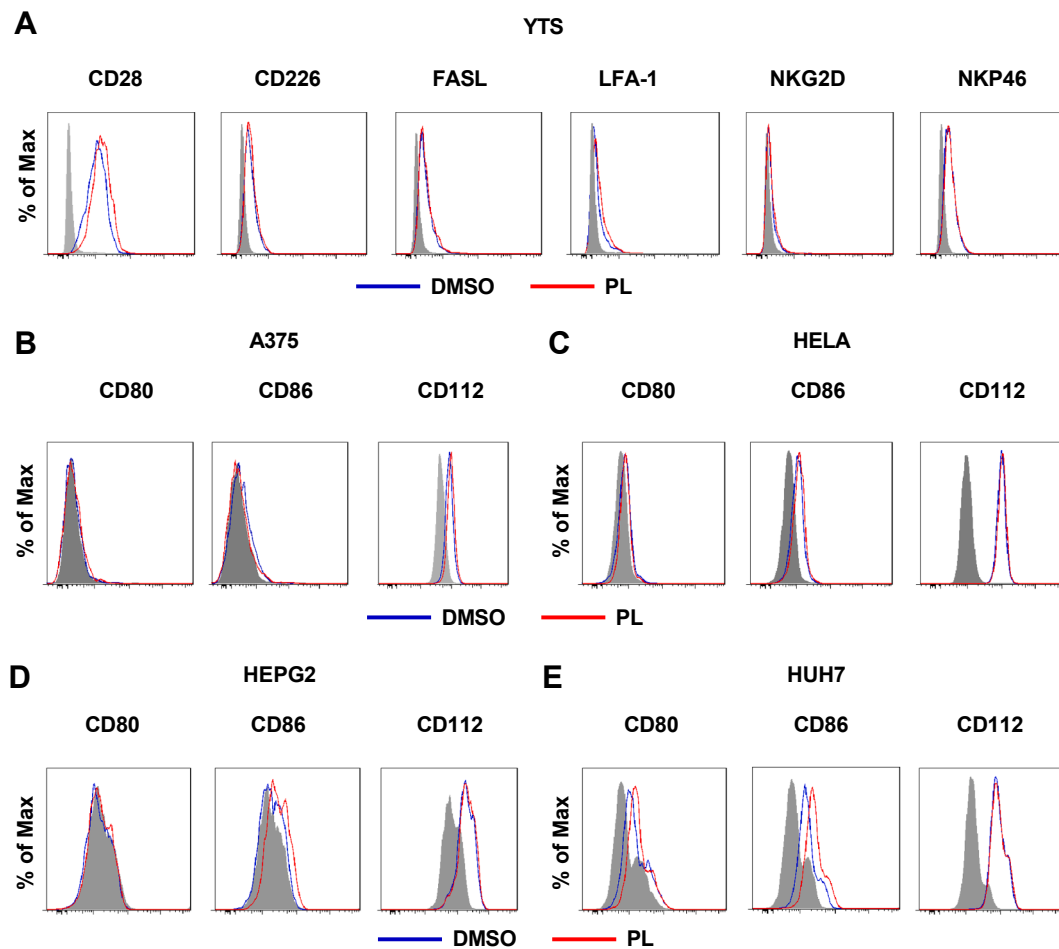 A
YTS
CD28 CD226 FASL LFA-1 NKG2D NKP46
% of Max
DMSO PL
B A375 C HELA
CD80 CD86 CD112 CD80 CD86 CD112
% of Max % of Max
DMSO PL
D HEPG2 E HUH7
CD80 CD86 CD112 CD80 CD86 CD112
% of Max % of Max
DMSO PL